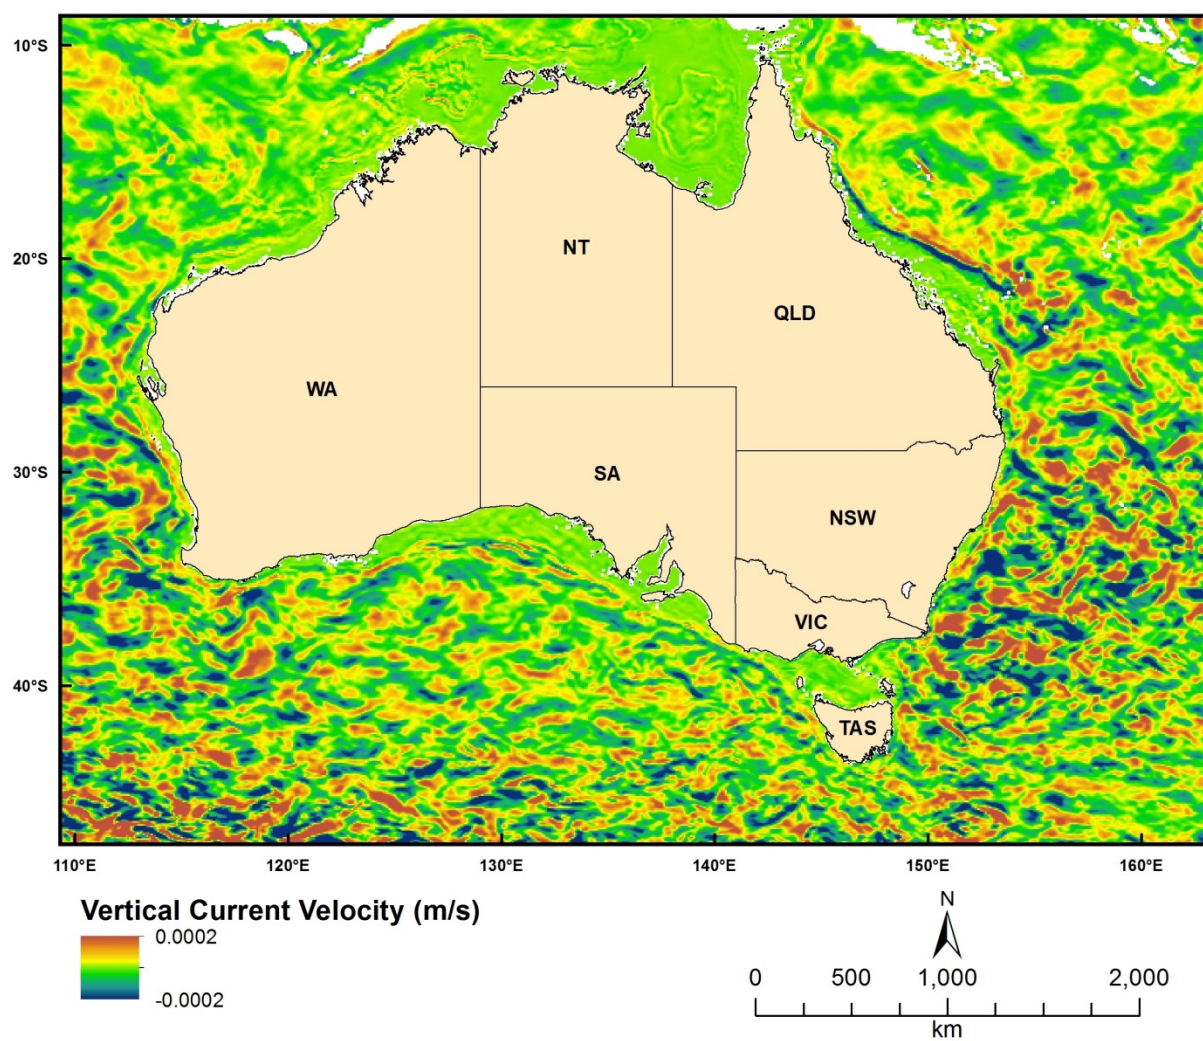 10°S
20°S
30°S
40°S
NT
QLD
WA
SA
NSW
VIC
TAS
110°E
120°E
130°E
140°E
150°E
160°E
Vertical Current Velocity (m/s)
0.0002
-0.0002
N
0
500
1,000
2,000
km